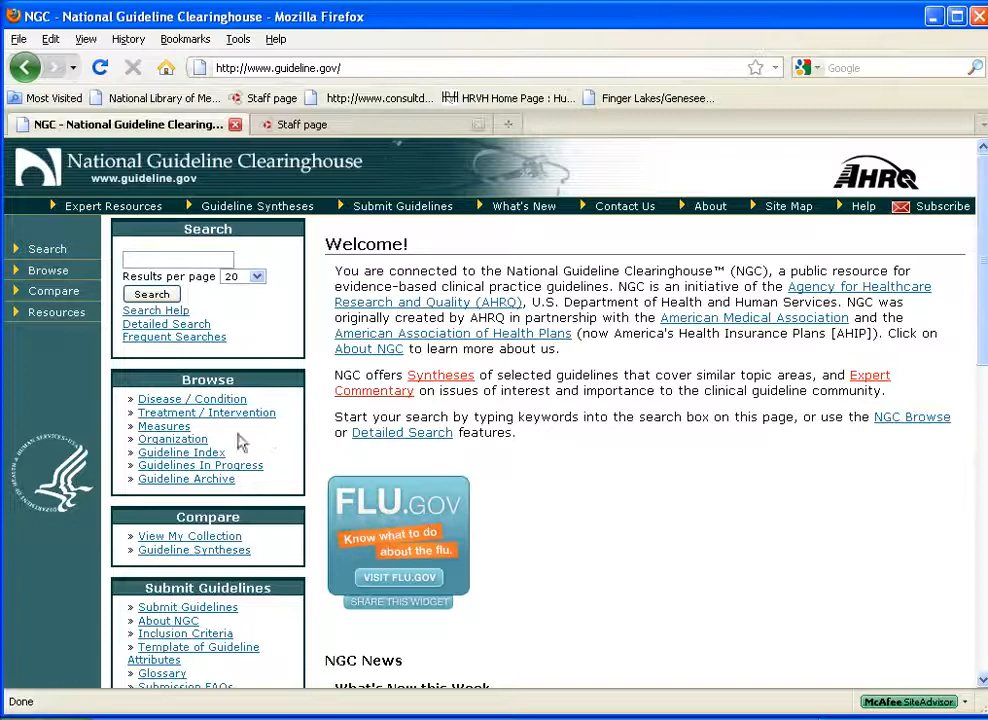 NGC - National Guideline Clearinghouse - Mozilla Firefox
File Edit View History Bookmarks Tools Help
http://www.guideline.gov/
Google
Most Visited National Library of Me... Staff page http://www.consultd... HRVH Home Page : Hu... Finger Lakes/Genesee...
NGC - National Guideline Clearing... Staff page
National Guideline Clearinghouse
www.guideline.gov
AHRQ
Expert Resources Guideline Syntheses Submit Guidelines What's New Contact Us About Site Map Help Subscribe
Search
Browse
Compare
Resources
Search
Results per page 20
Search
Search Help
Detailed Search
Frequent Searches
Browse
» Disease / Condition
» Treatment / Intervention
» Measures
» Organization
» Guideline Index
» Guidelines In Progress
» Guideline Archive
Compare
» View My Collection
» Guideline Syntheses
Submit Guidelines
» Submit Guidelines
» About NGC
» Inclusion Criteria
» Template of Guideline
Attributes
» Glossary
» Submission FAQs
Welcome!
You are connected to the National Guideline Clearinghouse™ (NGC), a public resource for
evidence-based clinical practice guidelines. NGC is an initiative of the Agency for Healthcare
Research and Quality (AHRQ), U.S. Department of Health and Human Services. NGC was
originally created by AHRQ in partnership with the American Medical Association and the
American Association of Health Plans (now America's Health Insurance Plans [AHIP]). Click on
About NGC to learn more about us.
NGC offers Syntheses of selected guidelines that cover similar topic areas, and Expert
Commentary on issues of interest and importance to the clinical guideline community.
Start your search by typing keywords into the search box on this page, or use the NGC Browse
or Detailed Search features.
FLU.GOV
Know what to do
about the flu.
VISIT FLU.GOV
SHARE THIS WIDGET
NGC News
What's New this Week
Done
McAfee SiteAdvisor